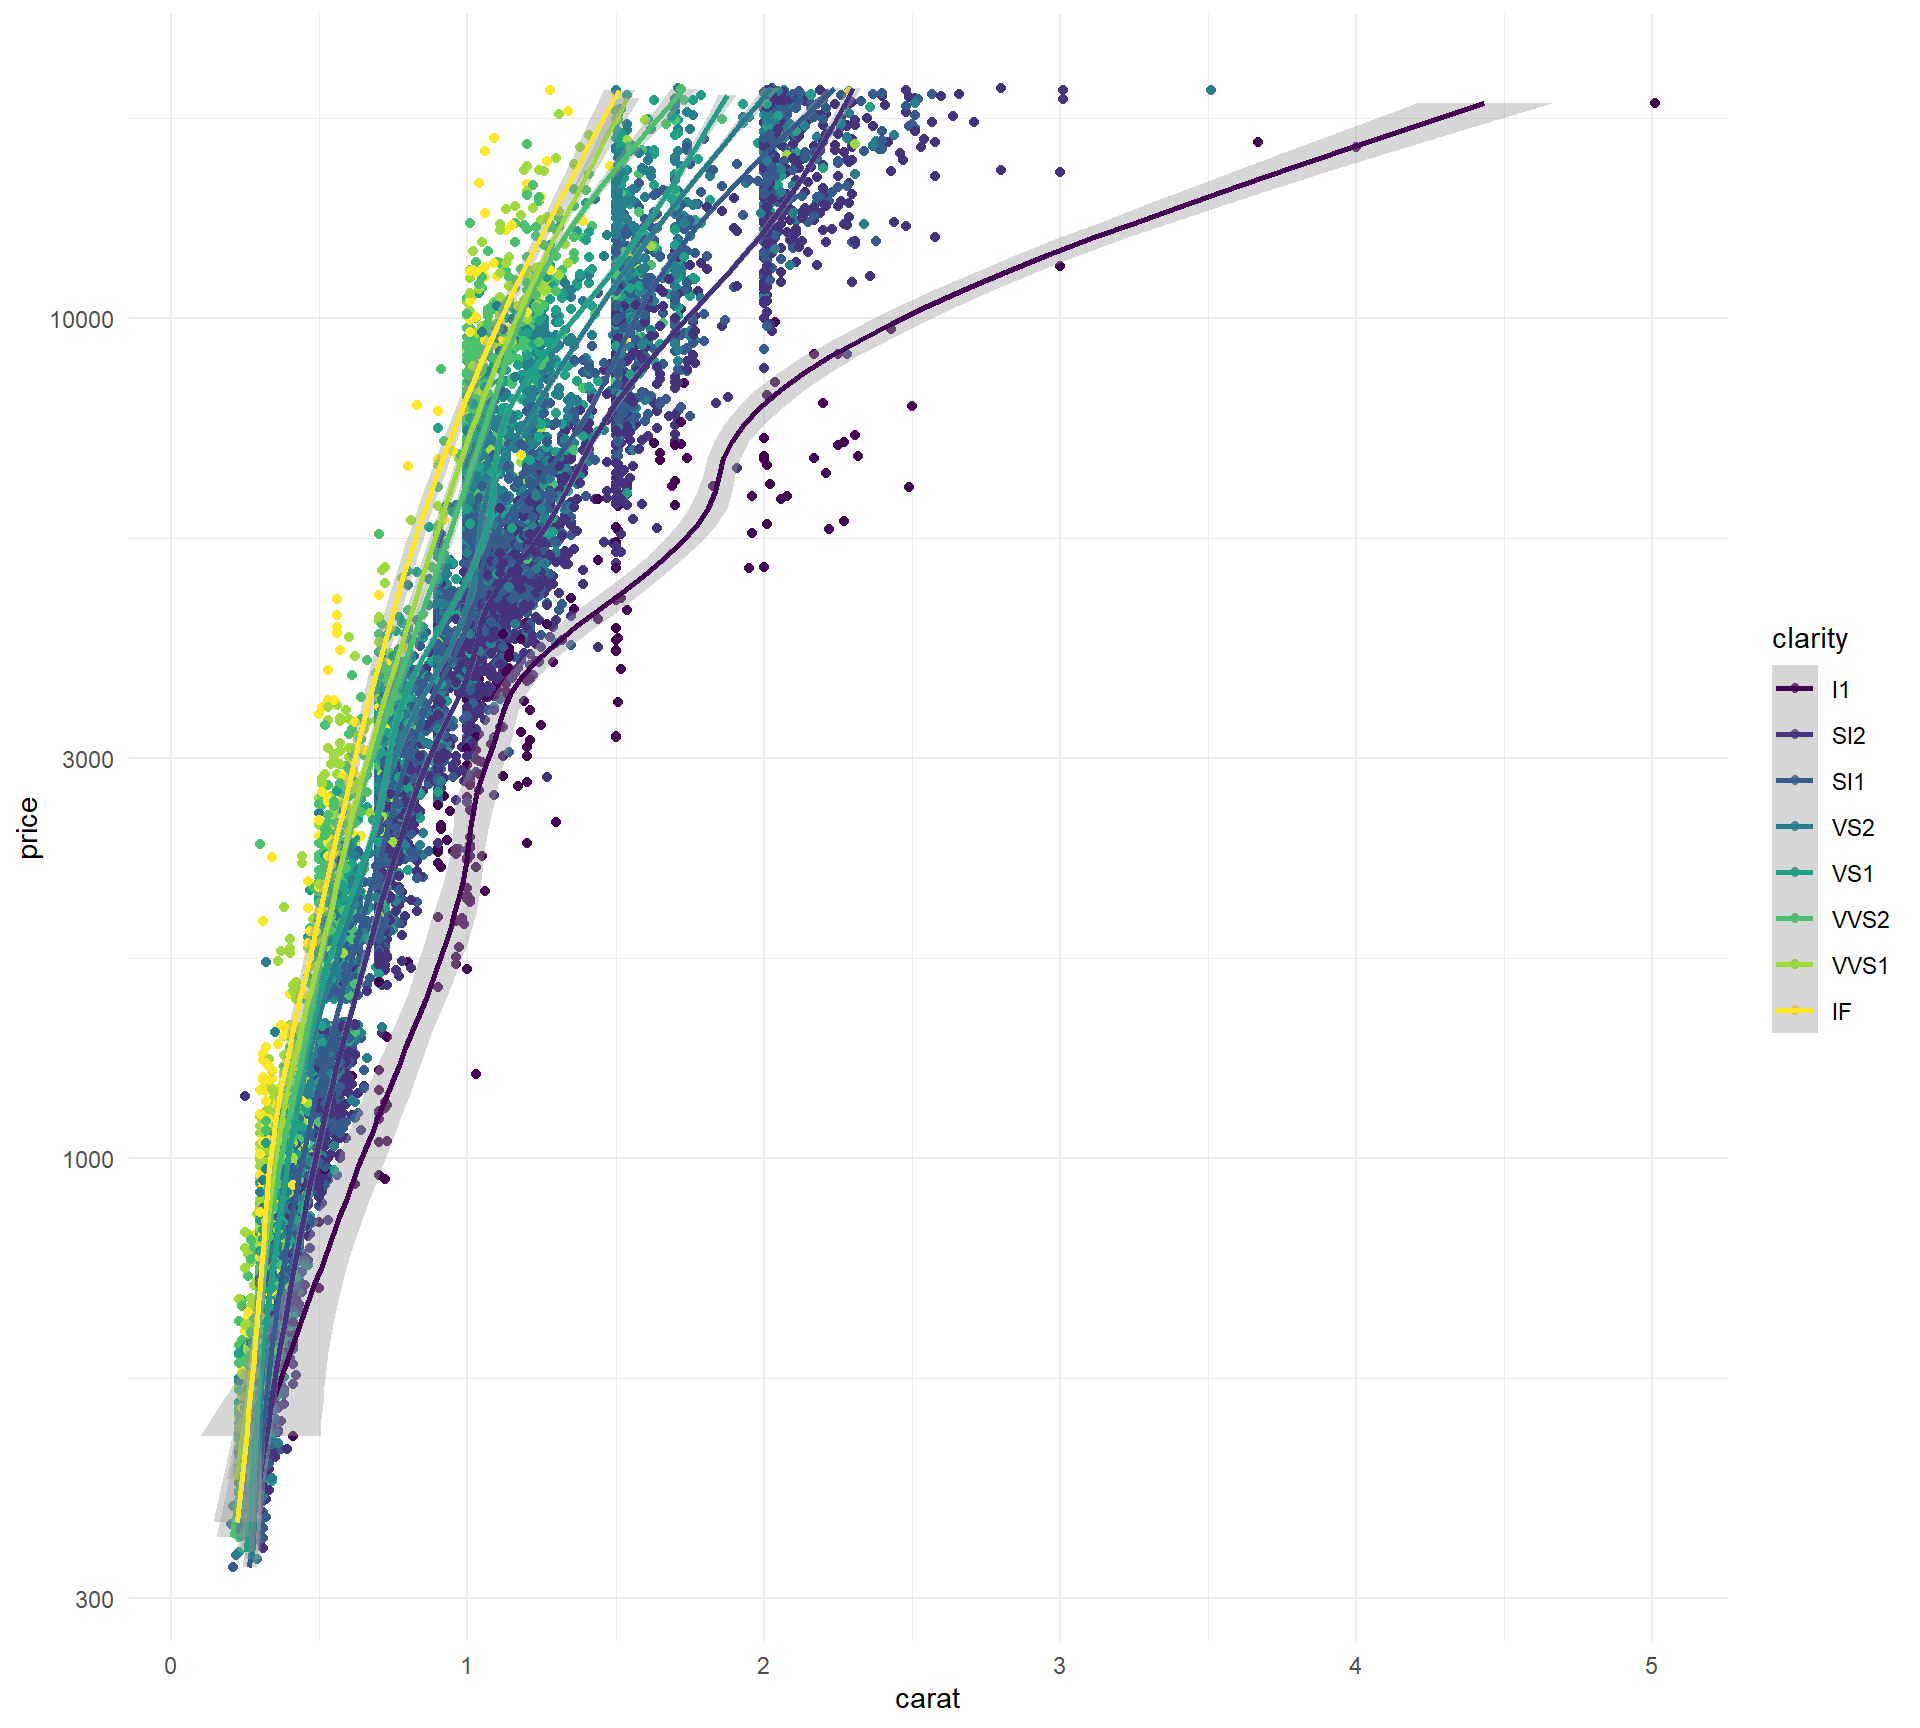 10000
3000
1000
300
price
0 1 2 3 4 5
carat
clarity
I1
SI2
SI1
VS2
VS1
VVS2
VVS1
IF